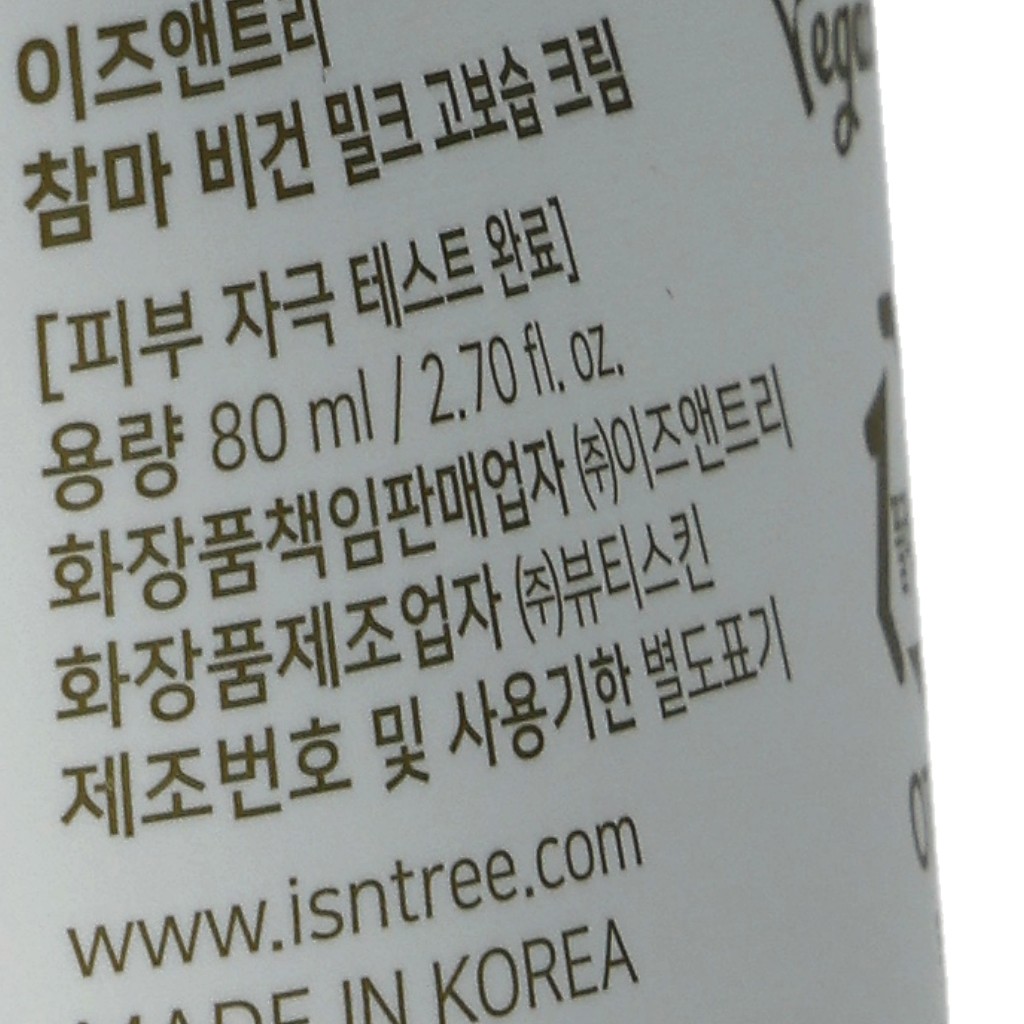 이즈앤트리
참마 비건 밀크 고보습 크림
[피부 자극 테스트 완료]
용량 80 ml / 2.70 fl. oz.
화장품책임판매업자 ㈜이즈앤트리
화장품제조업자 ㈜뷰티스킨
제조번호 및 사용기한 별도표기
www.isntree.com
MADE IN KOREA